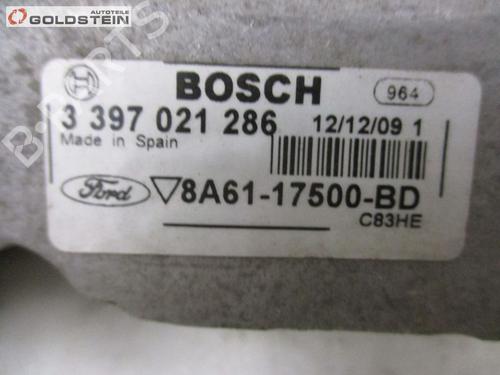 AUTOTEILE
GOLDSTEIN
B-PARTS
BOSCH 964
3 397 021 286 12/12/09 1
Made in Spain
Ford 8A61-17500-BD
C83HE